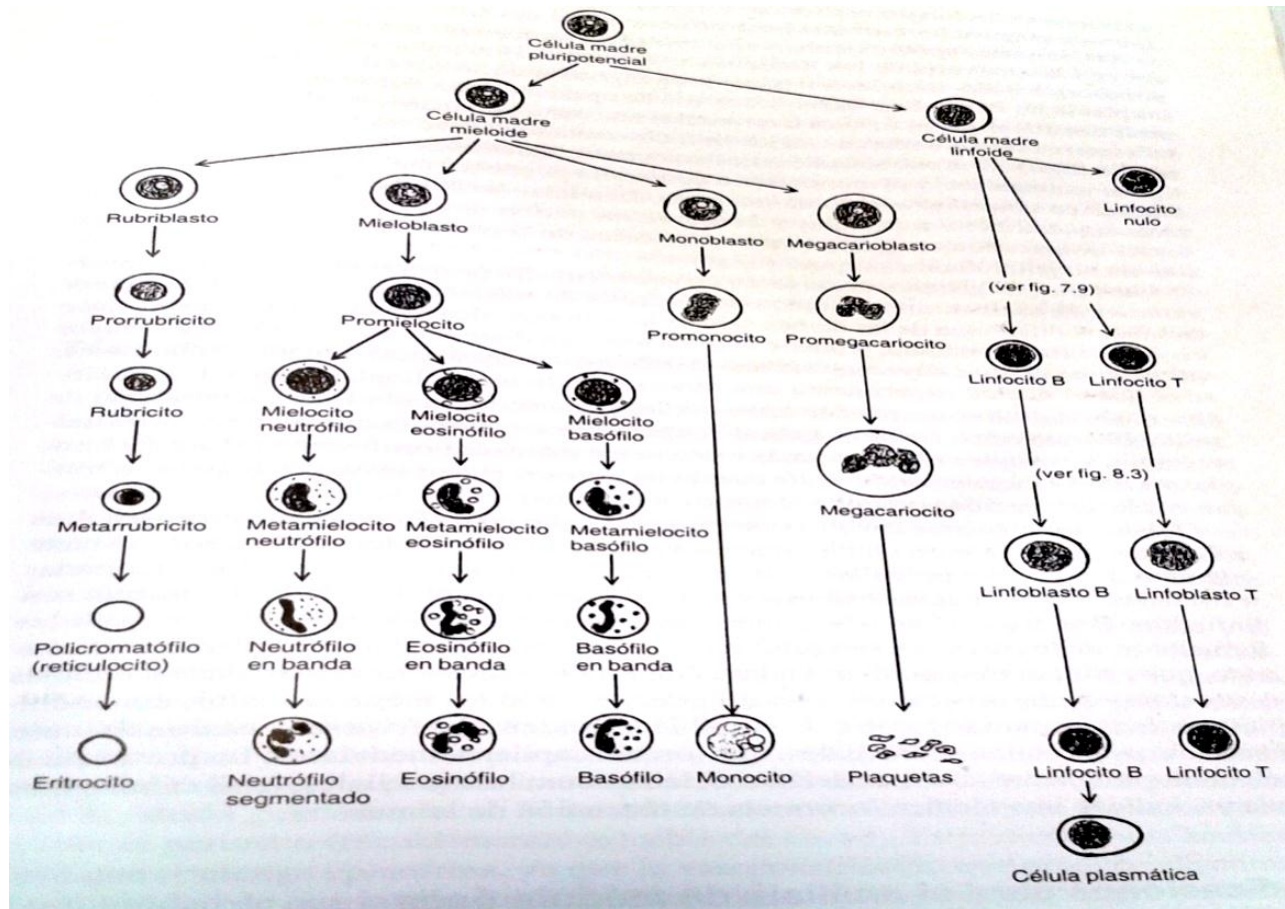 Célula madre
pluripotencial
Célula madre
mieloide
Célula madre
linfoide
Linfocito
nulo
Rubriblasto
Mieloblasto
Monoblasto
Megacarioblasto
(ver fig. 7.9)
Prorrubricito
Promielocito
Promonocito
Promegacariocito
Linfocito B
Linfocito T
Rubricito
Mielocito
neutrófilo
Mielocito
eosinófilo
Mielocito
basófilo
(ver fig. 7.9)
Metarrubricito
Metamielocito
neutrófilo
Metamielocito
eosinófilo
Metamielocito
basófilo
Megacariocito
Linfoblasto B
Linfoblasto T
Policromatófilo
(reticulocito)
Neutrófilo
en banda
Eosinófilo
en banda
Basófilo
en banda
Eritrocito
Neutrófilo
segmentado
Eosinófilo
Basófilo
Monocito
Plaquetas
Linfocito B
Linfocito T
Célula plasmática